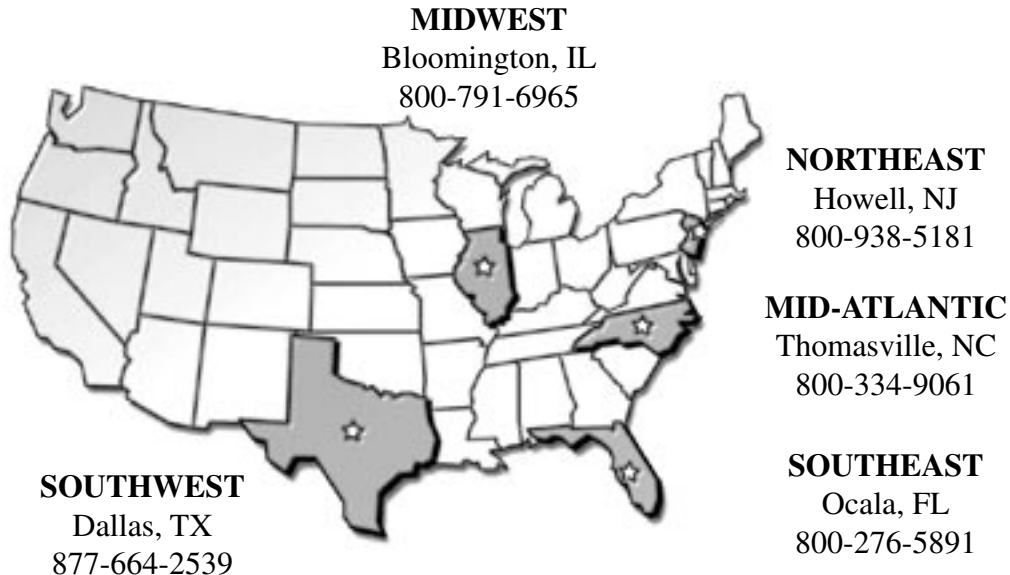 MIDWEST
Bloomington, IL
800-791-6965
NORTHEAST
Howell, NJ
800-938-5181
MID-ATLANTIC
Thomasville, NC
800-334-9061
SOUTHEAST
Ocala, FL
800-276-5891
SOUTHWEST
Dallas, TX
877-664-2539